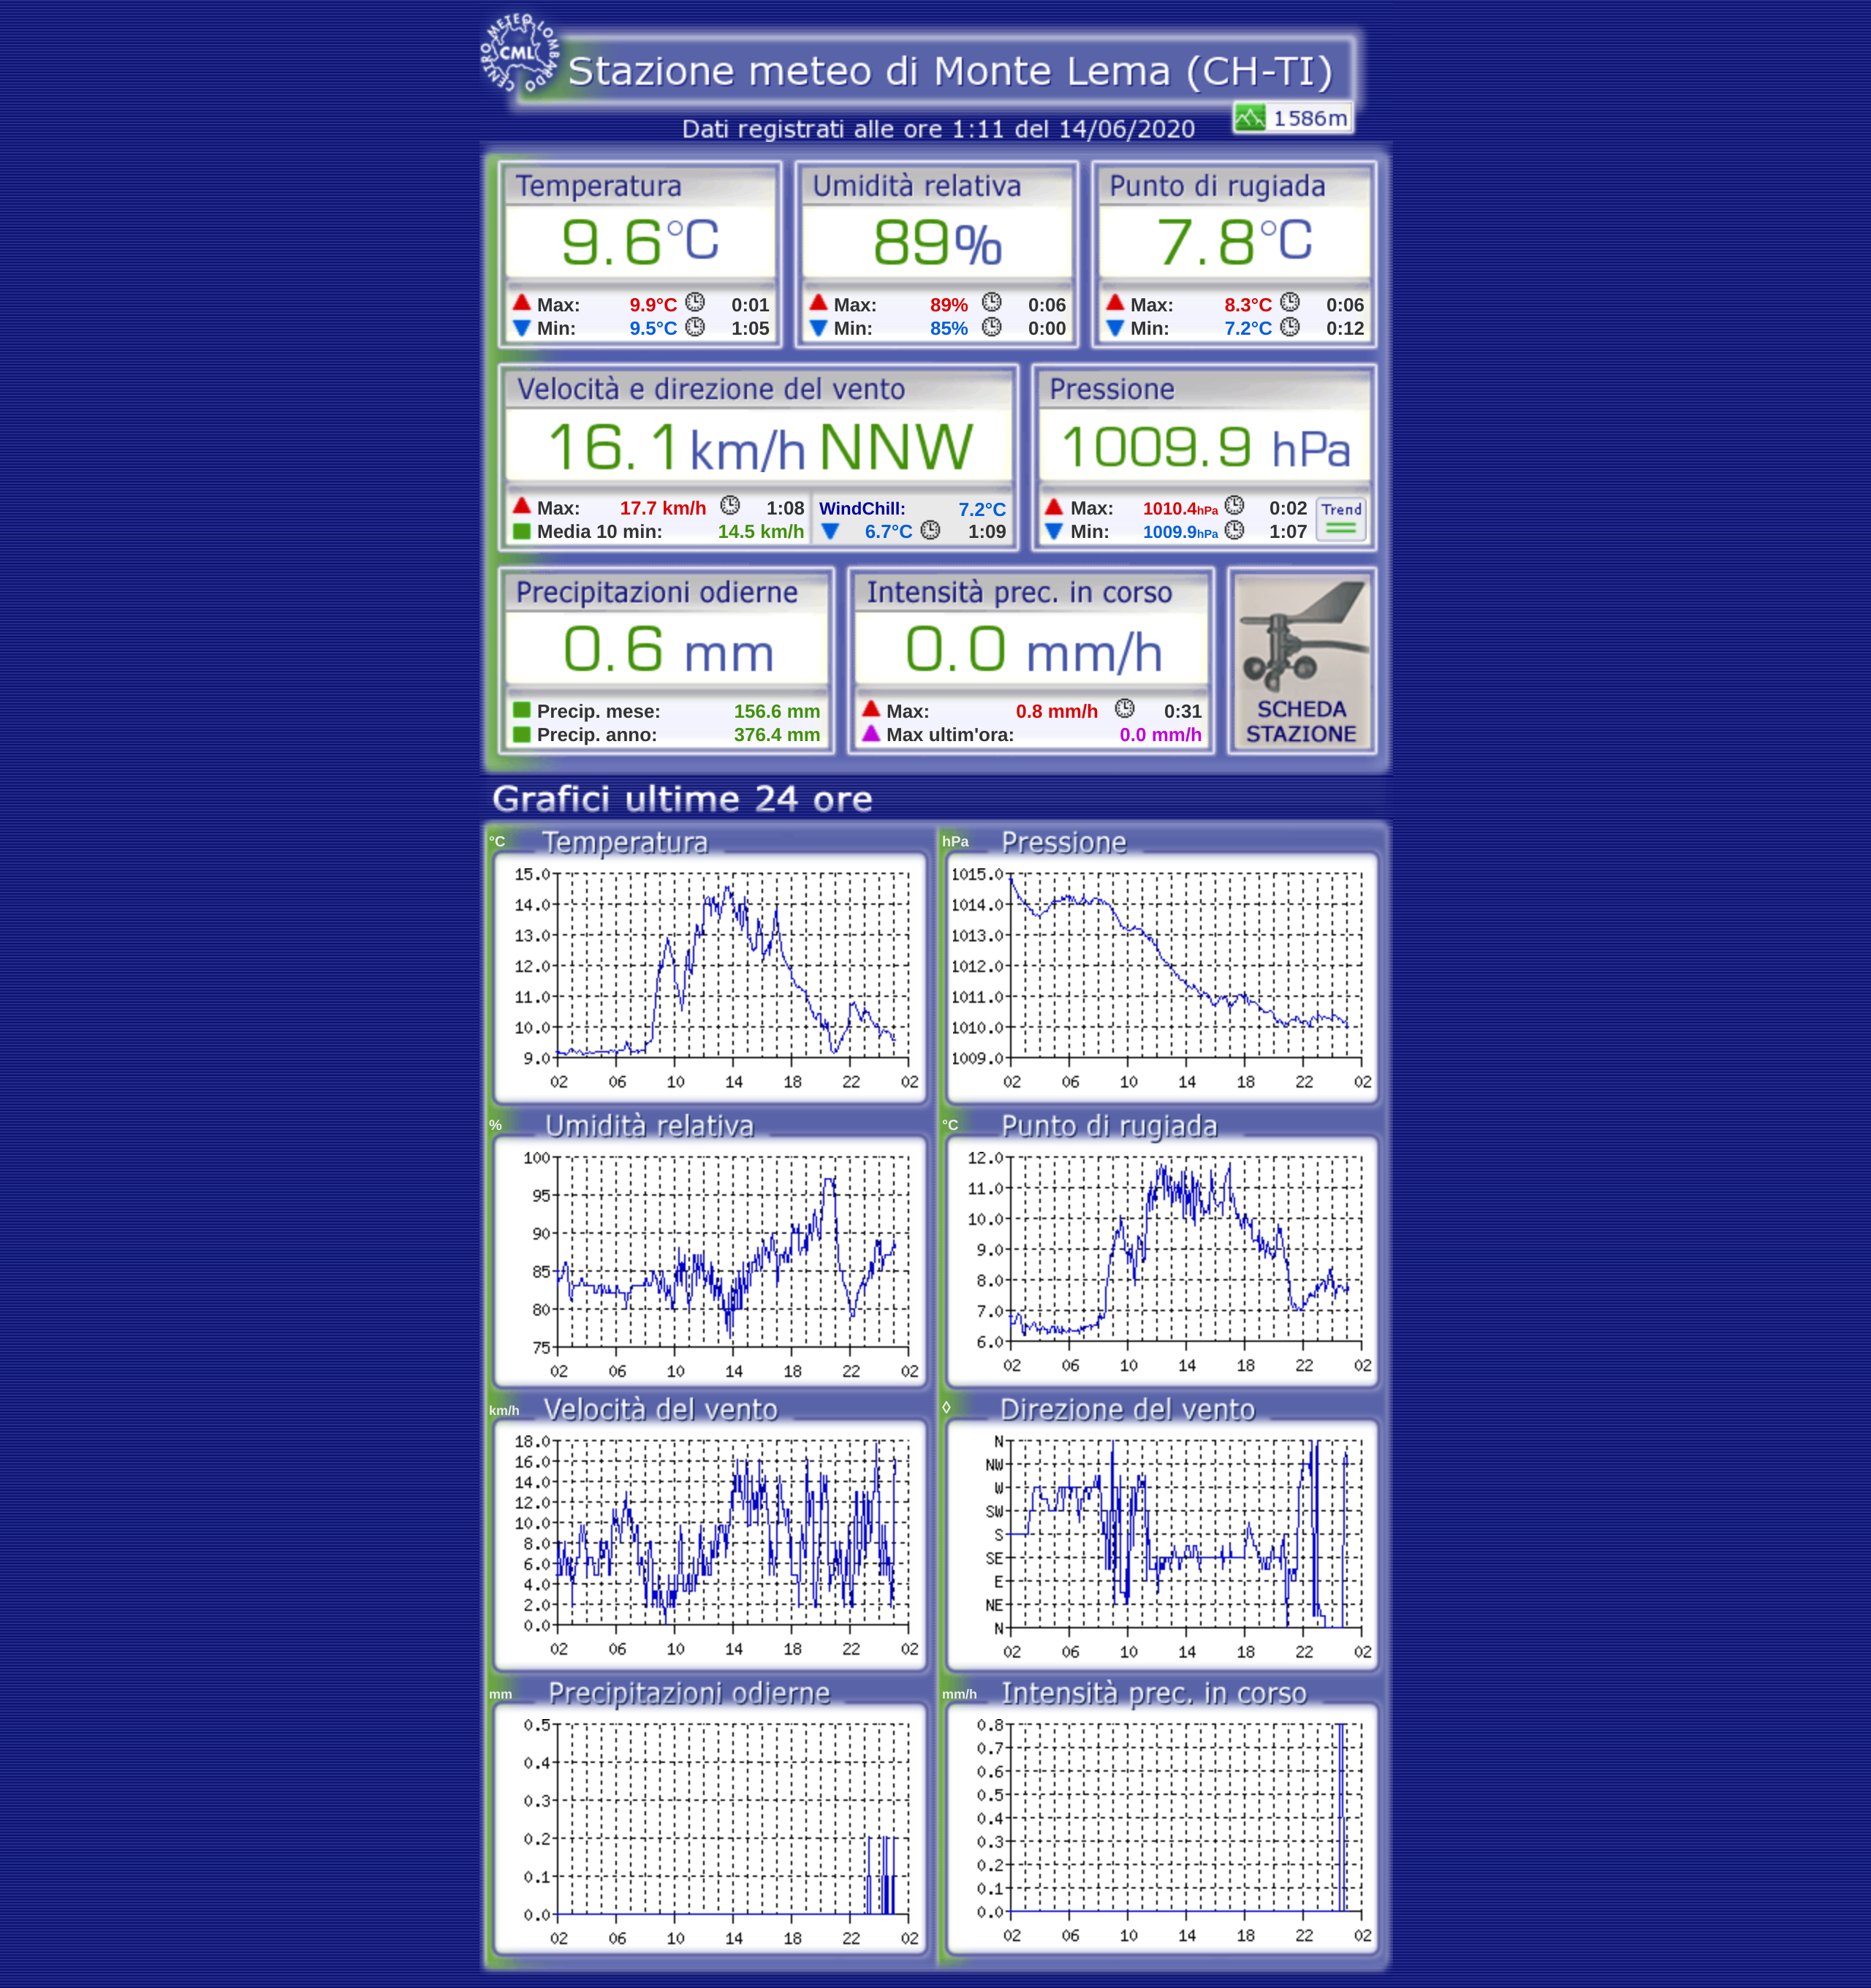 CENTRO METEO LOMBARDO
CML
Stazione meteo di Monte Lema (CH-TI)
1586m
Dati registrati alle ore 1:11 del 14/06/2020
Temperatura
9.6°C
Max: 9.9°C 0:01
Min: 9.5°C 1:05
Umidità relativa
89%
Max: 89% 0:06
Min: 85% 0:00
Punto di rugiada
7.8°C
Max: 8.3°C 0:06
Min: 7.2°C 0:12
Velocità e direzione del vento
16.1km/h NNW
Max: 17.7 km/h 1:08
Media 10 min: 14.5 km/h
WindChill: 7.2°C
6.7°C 1:09
Pressione
1009.9 hPa
Max: 1010.4hPa 0:02
Min: 1009.9hPa 1:07
Trend
Precipitazioni odierne
0.6 mm
Precip. mese: 156.6 mm
Precip. anno: 376.4 mm
Intensità prec. in corso
0.0 mm/h
Max: 0.8 mm/h 0:31
Max ultim'ora: 0.0 mm/h
SCHEDA
STAZIONE
Grafici ultime 24 ore
°C Temperatura
15.0
14.0
13.0
12.0
11.0
10.0
9.0
02 06 10 14 18 22 02
hPa Pressione
1015.0
1014.0
1013.0
1012.0
1011.0
1010.0
1009.0
02 06 10 14 18 22 02
% Umidità relativa
100
95
90
85
80
75
02 06 10 14 18 22 02
°C Punto di rugiada
12.0
11.0
10.0
9.0
8.0
7.0
6.0
02 06 10 14 18 22 02
km/h Velocità del vento
18.0
16.0
14.0
12.0
10.0
8.0
6.0
4.0
2.0
0.0
02 06 10 14 18 22 02
◊ Direzione del vento
N
NW
W
SW
S
SE
E
NE
N
02 06 10 14 18 22 02
mm Precipitazioni odierne
0.5
0.4
0.3
0.2
0.1
0.0
02 06 10 14 18 22 02
mm/h Intensità prec. in corso
0.8
0.7
0.6
0.5
0.4
0.3
0.2
0.1
0.0
02 06 10 14 18 22 02